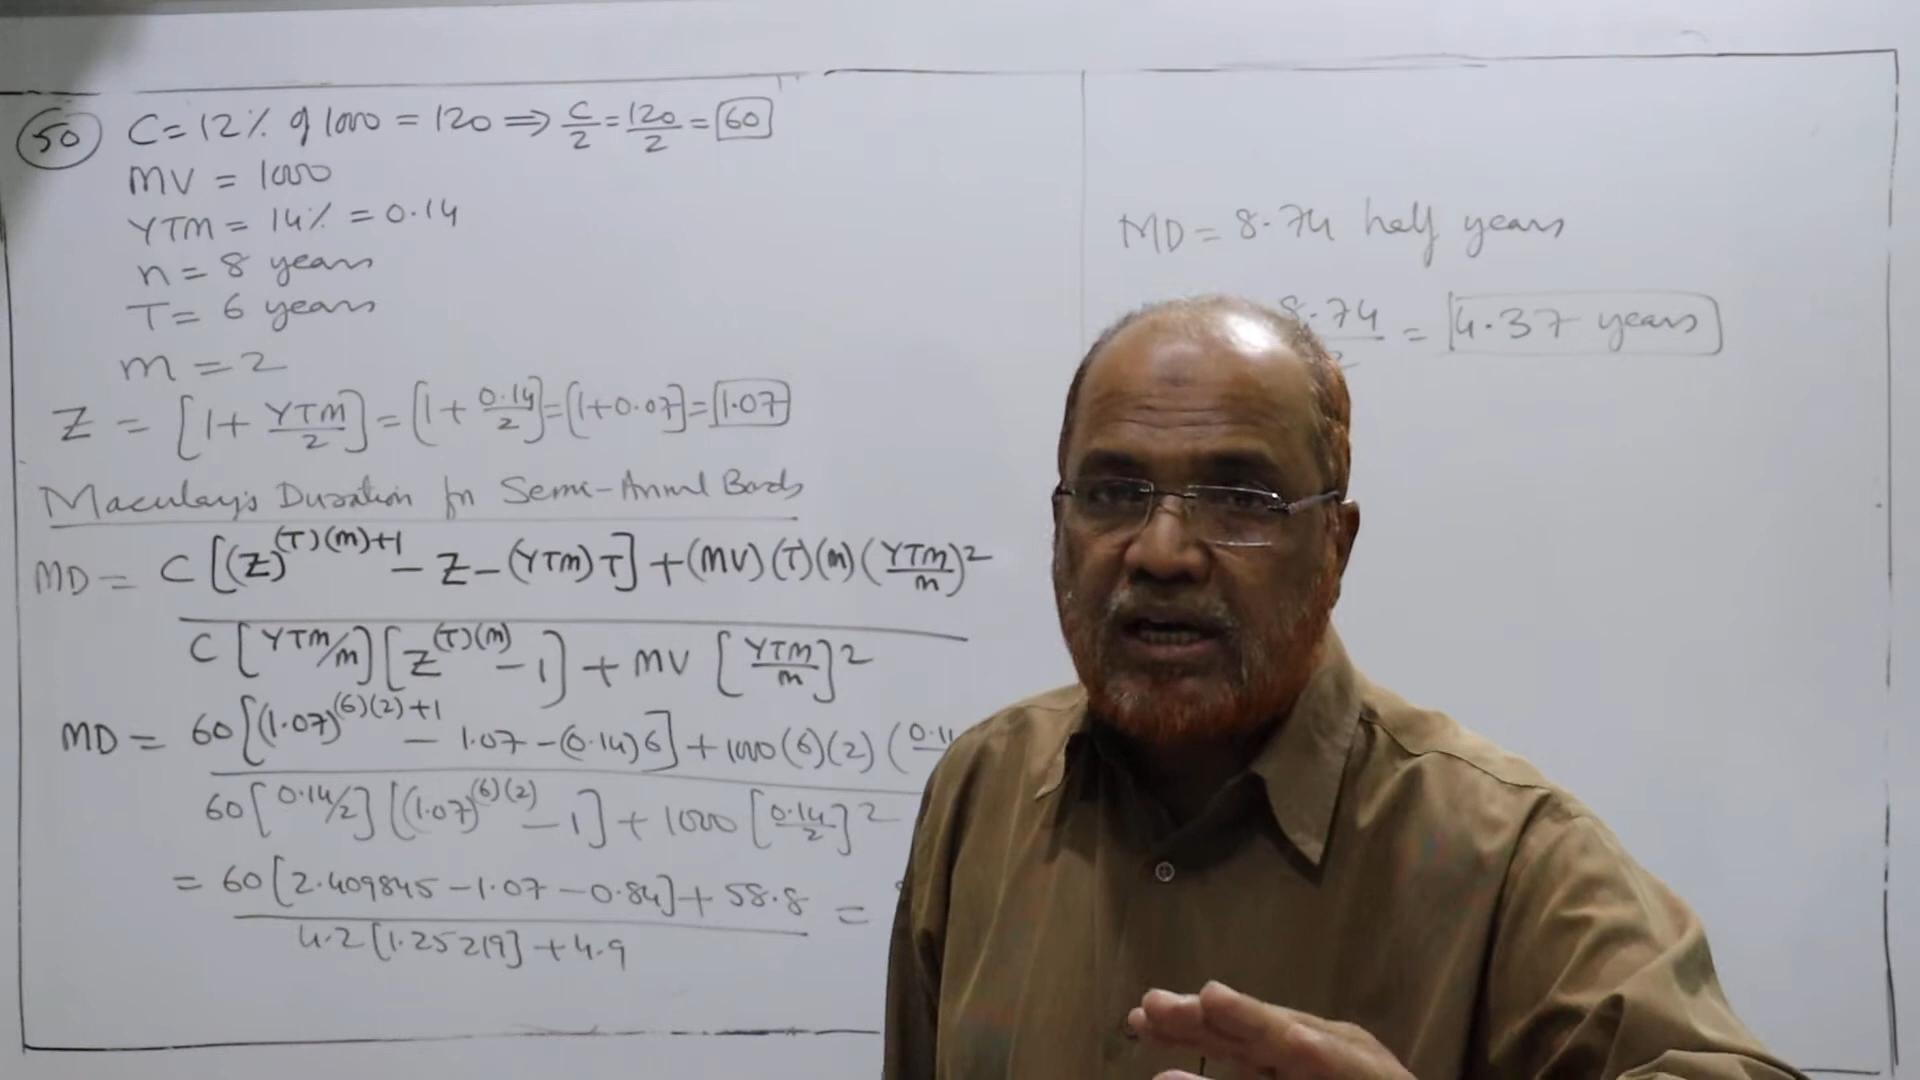 50 C = 12% of 1000 = 120 ⇒ C/2 = 120/2 = 60
MV = 1000
YTM = 14% = 0.14
n = 8 years
T = 6 years
m = 2
Z = [1 + YTM/2] = [1 + 0.14/2] = [1+0.07] = 1.07
Maculay's Duration for Semi-Annul Bonds
MD = C[(Z)^(T)(m)+1 - Z - (YTM)T] + (MV)(T)(m)(YTM/m)^2
C[YTM/m][Z^(T)(m) - 1] + MV [YTM/m]^2
MD = 60[(1.07)^(6)(2)+1 - 1.07 - (0.14)6] + 1000(6)(2)(
60[0.14/2][(1.07)^(6)(2) - 1] + 1000[0.14/2]^2
= 60[2.409845 - 1.07 - 0.84] + 58.8 =
4.2[1.25219] + 4.9
MD = 8.74 half years
8.74/2 = 4.37 years